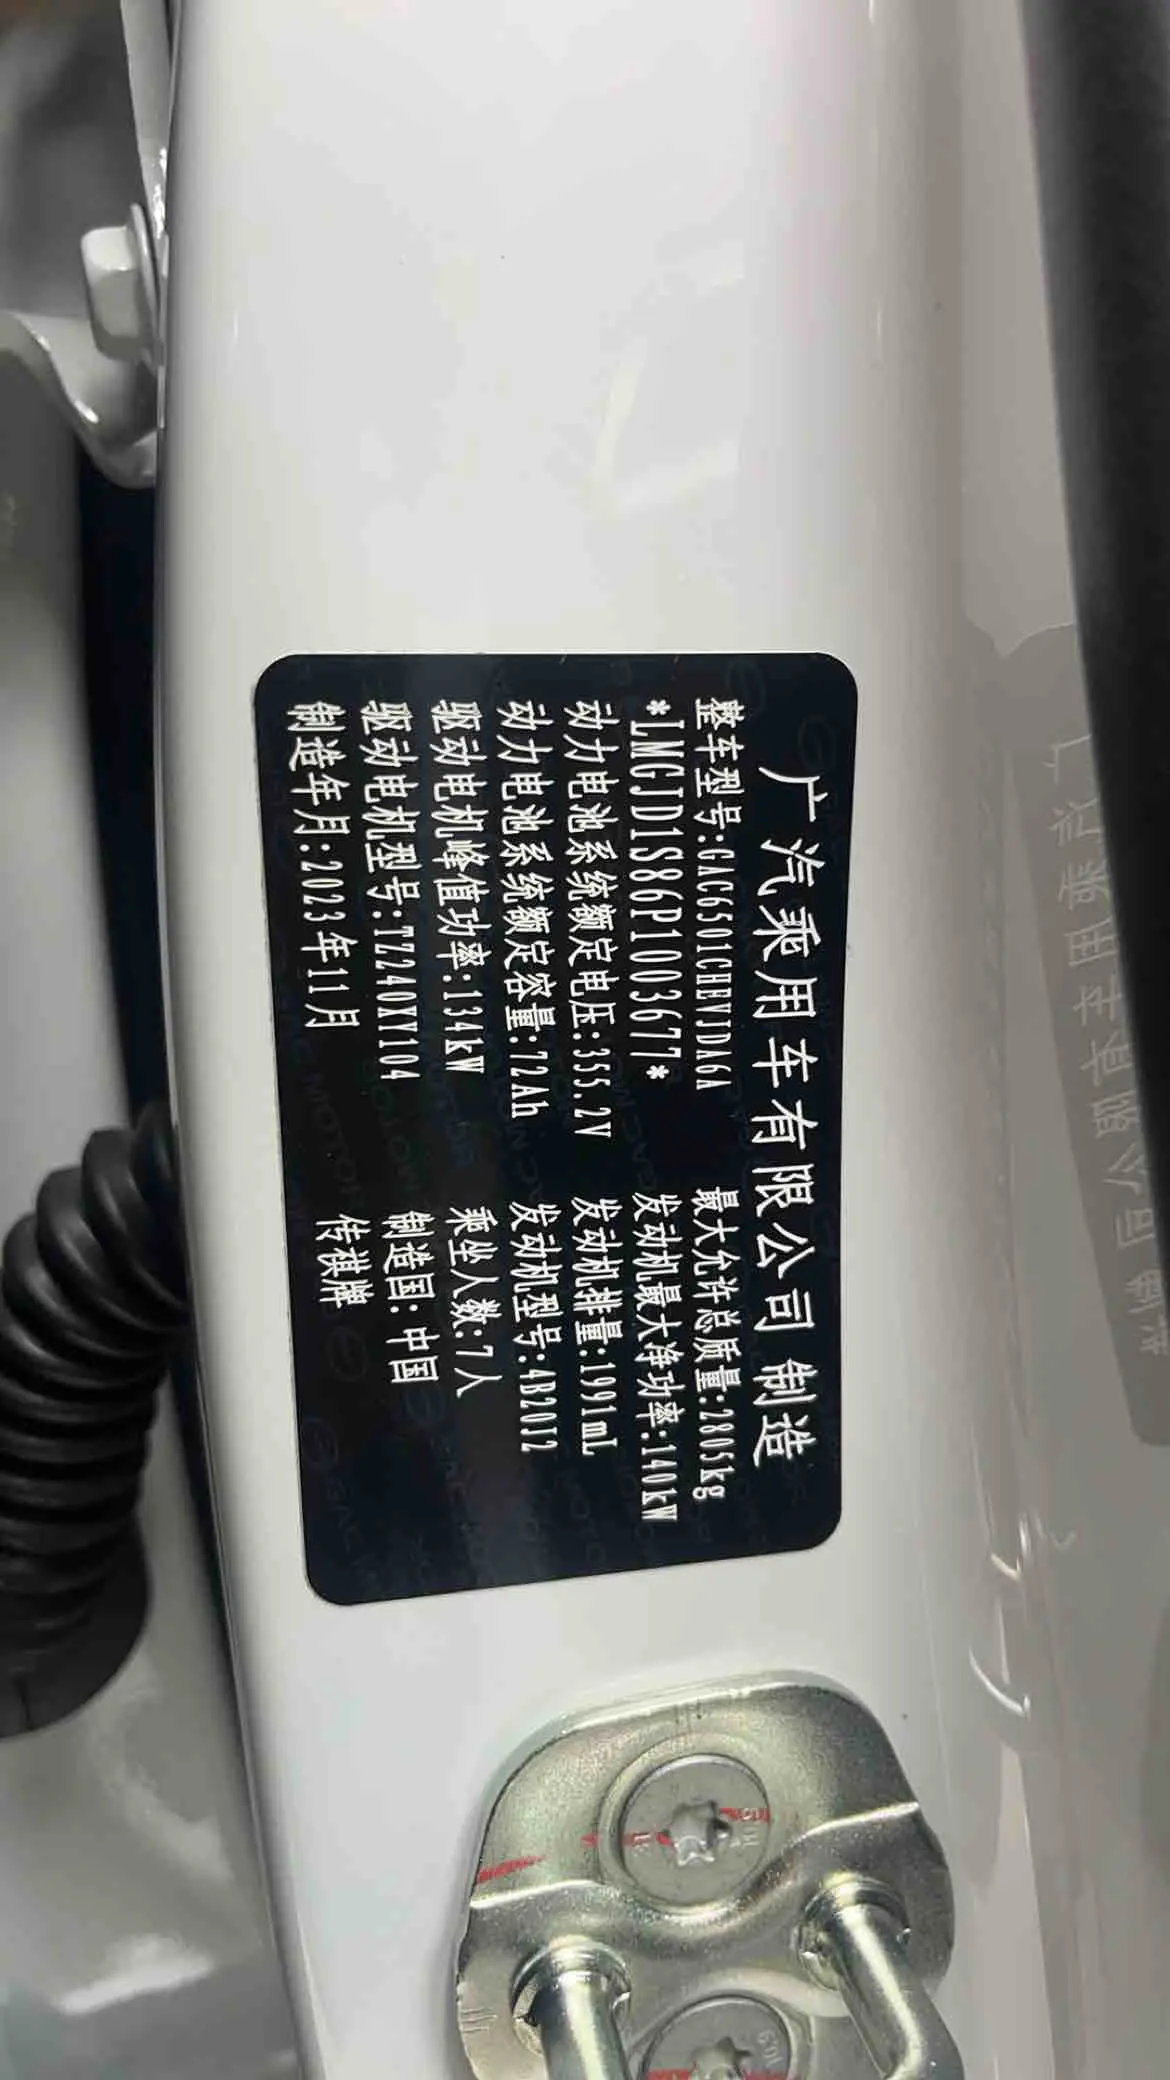 广汽乘用车有限公司 制造
整车型号:GAC6501CHEVJDA6A 最大允许总质量:2805kg
*LMGJD1S86P1003677* 发动机最大净功率:140kW
动力电池系统额定电压:355.2V 发动机排量:1991mL
动力电池系统额定容量:72Ah 发动机型号:4B20J2
驱动电机峰值功率:134kW 乘坐人数:7人
驱动电机型号:TZ240XY104 制造国:中国
制造年月:2023年11月 传祺牌